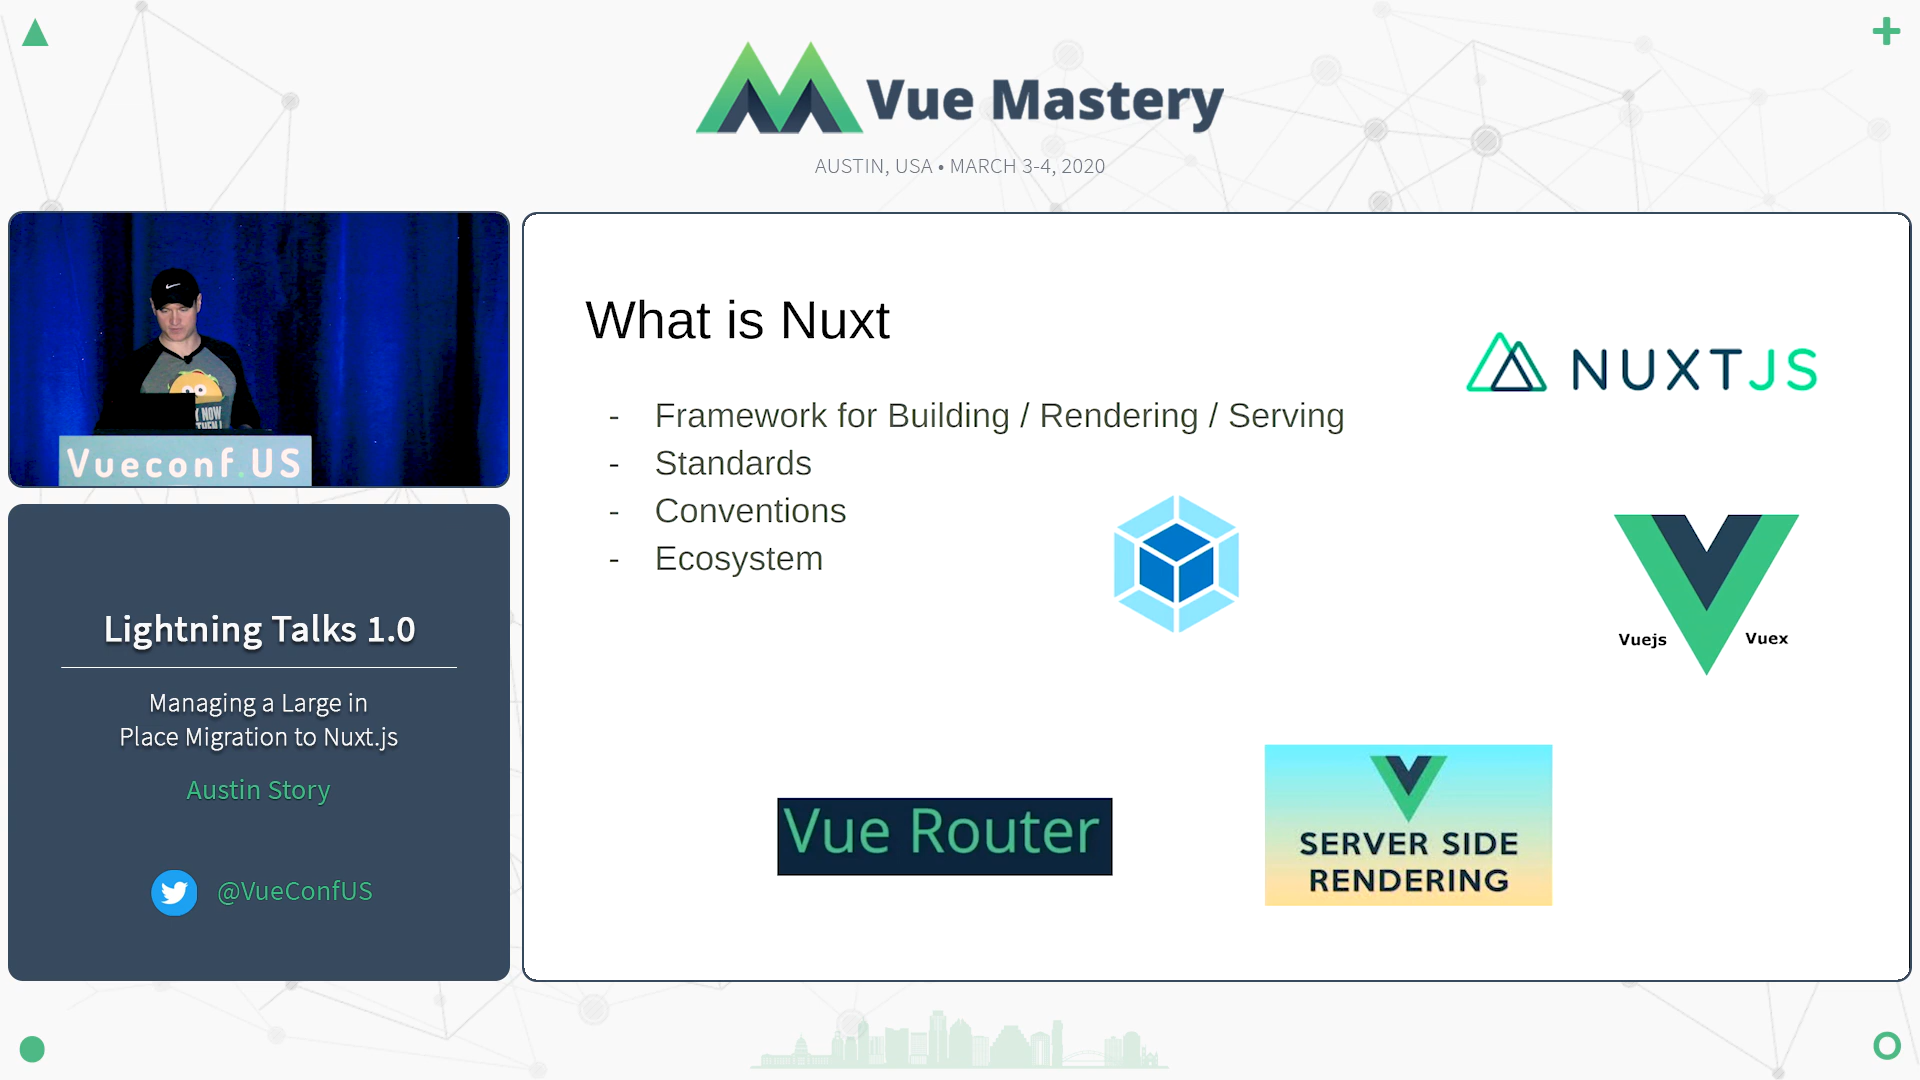 Vue Mastery
AUSTIN, USA • MARCH 3-4, 2020
Vueconf.US
Lightning Talks 1.0
Managing a Large in
Place Migration to Nuxt.js
Austin Story
@VueConfUS
What is Nuxt
NUXTJS
- Framework for Building / Rendering / Serving
- Standards
- Conventions
- Ecosystem
Vuejs
Vuex
Vue Router
SERVER SIDE
RENDERING